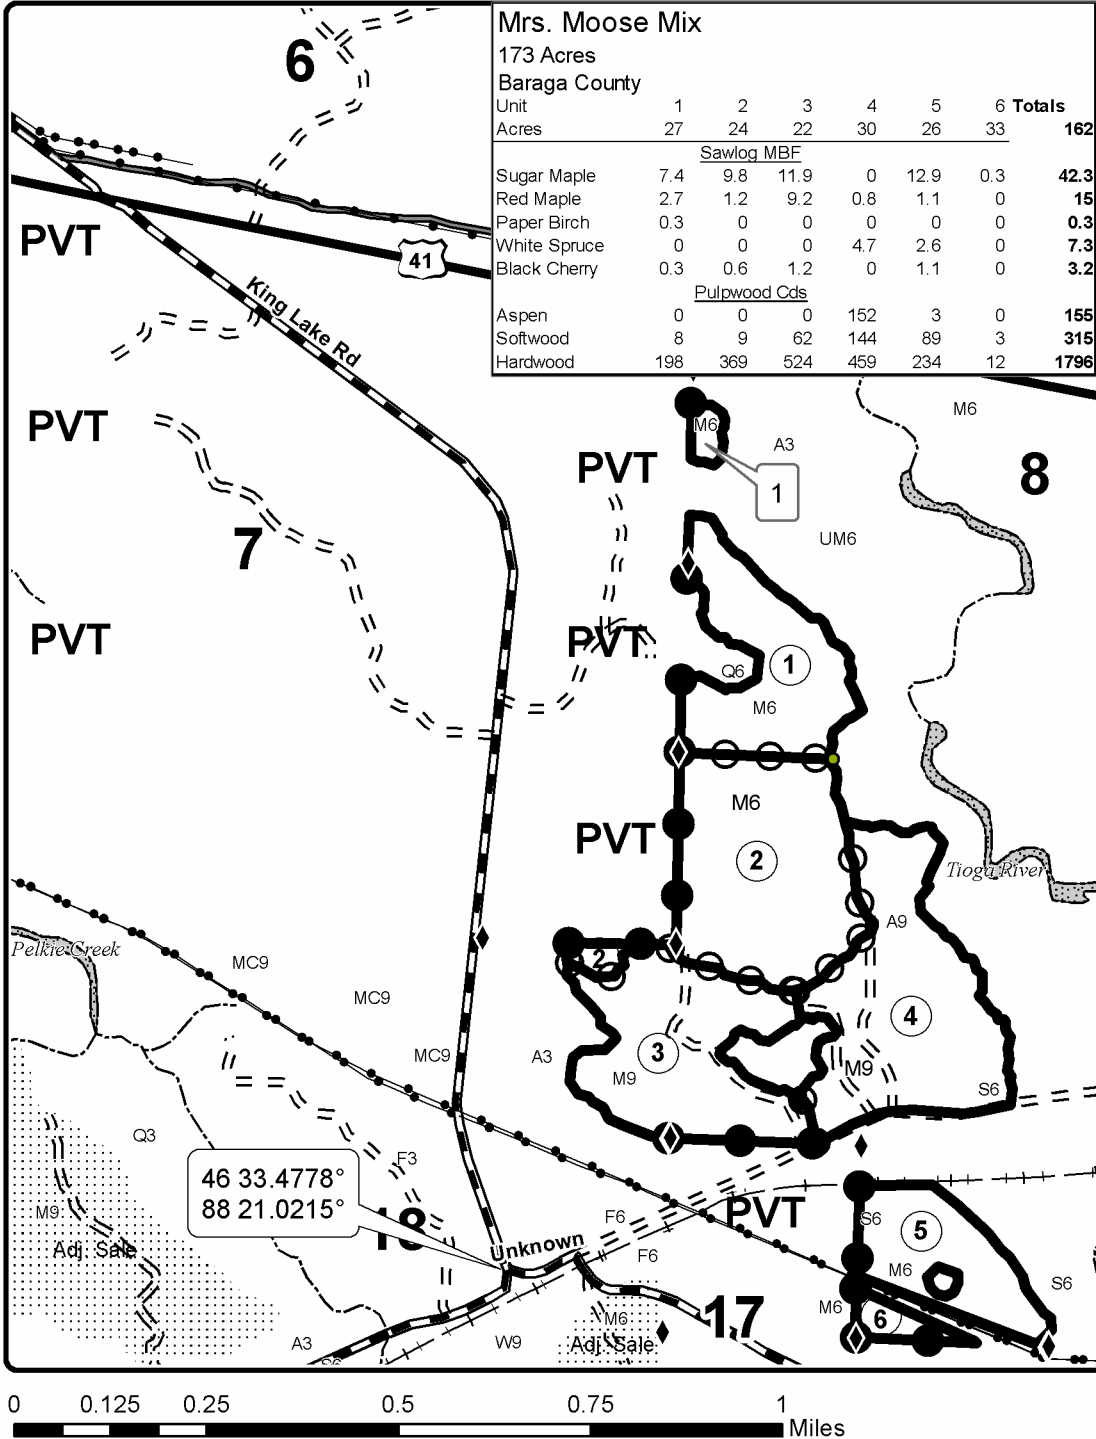 Mrs. Moose Mix
173 Acres
Baraga County
Unit 1 2 3 4 5 6 Totals
Acres 27 24 22 30 26 33 162
Sawlog MBF
Sugar Maple 7.4 9.8 11.9 0 12.9 0.3 42.3
Red Maple 2.7 1.2 9.2 0.8 1.1 0 15
Paper Birch 0.3 0 0 0 0 0 0.3
White Spruce 0 0 0 4.7 2.6 0 7.3
Black Cherry 0.3 0.6 1.2 0 1.1 0 3.2
Pulpwood Cds
Aspen 0 0 0 152 3 0 155
Softwood 8 9 62 144 89 3 315
Hardwood 198 369 524 459 234 12 1796
6
PVT
41
King Lake Rd
M6
PVT
M6
A3
PVT
8
1
7
UM6
PVT
PVT
1
Q6
M6
M6
PVT
2
Tioga River
A9
Pelkie Creek
2
MC9
MC9
4
MC9
A3
3
M9
M9
S6
Q3
F3
46 33.4778°
88 21.0215°
M9
F6
PVT
S6
5
18
Adj. Sale
Unknown
F6
M6
S6
M6
6
17
M6
A3
W9
Adj. Sale
S6
0 0.125 0.25 0.5 0.75 1
Miles